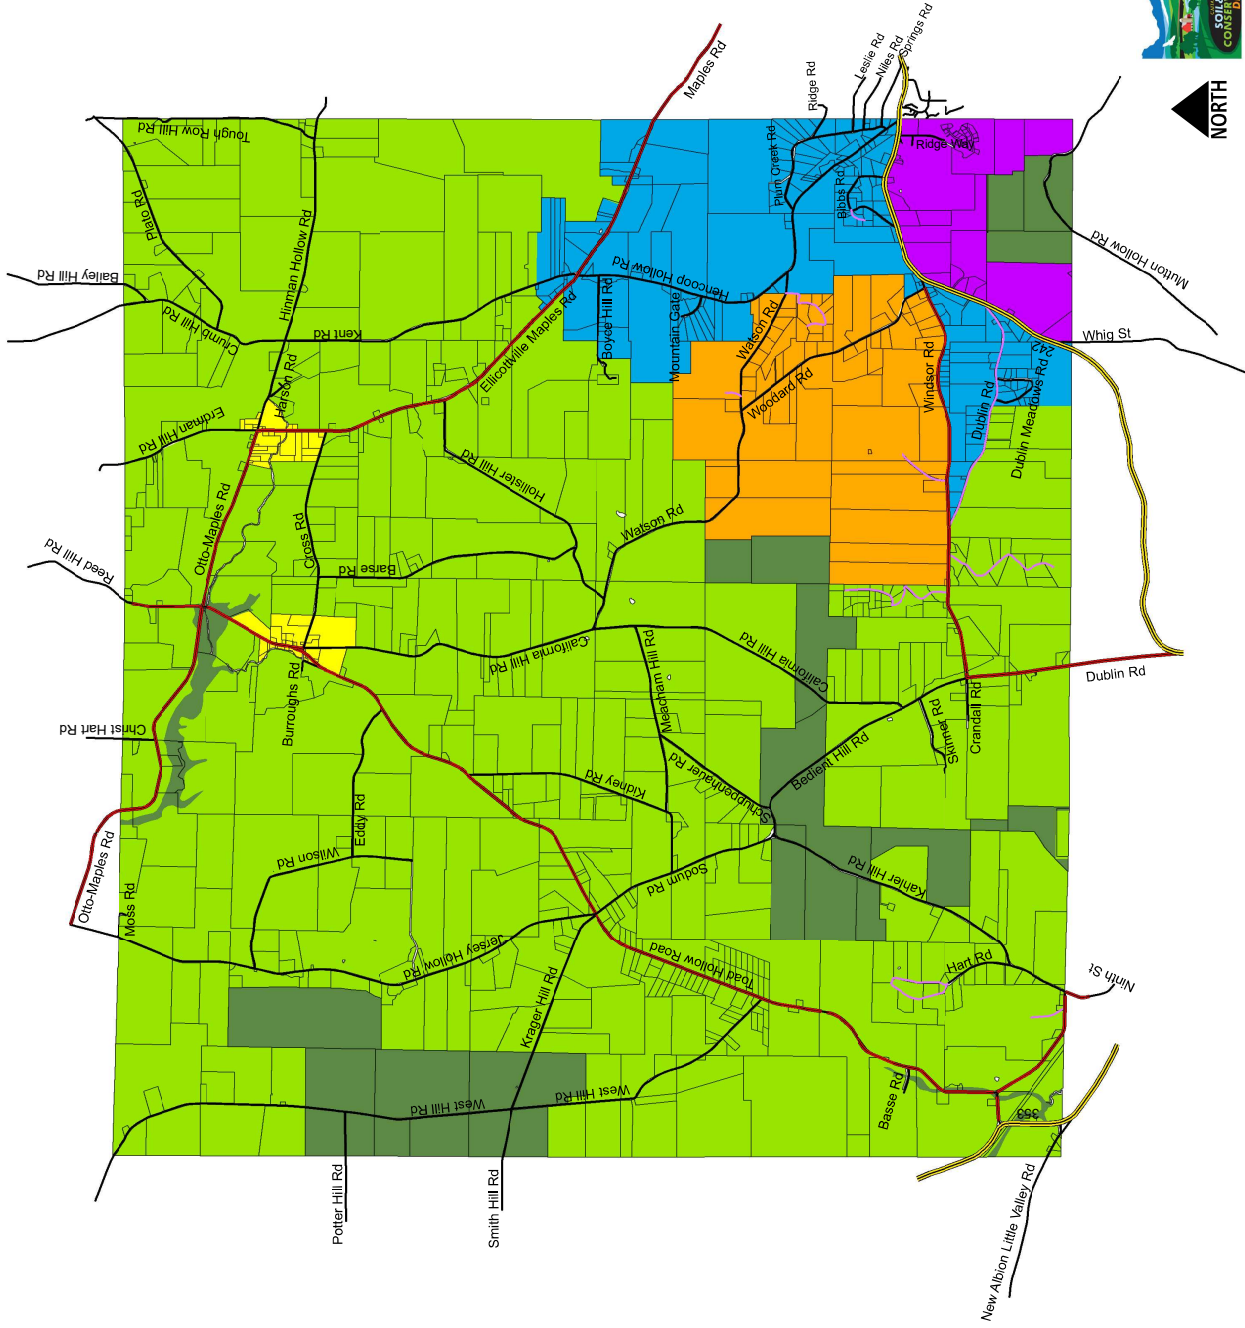 Maples Rd
Leslie Rd
Niles Rd
Springs Rd
SOIL&
CONSER
D
NORTH
Ridge Rd
Tough Row Hill Rd
Plum Creek Rd
Ridge Way
Plato Rd
Bibbs Rd
Hinman Hollow Rd
Bailey Hill Rd
Mutton Hollow Rd
Hencoop Hollow Rd
Crumb Hill Rd
Kent Rd
Boyce Hill Rd
Mountain Gate
Watson Rd
Ellicottville Maples Rd
Whig St
242
Harson Rd
Woodard Rd
Windsor Rd
Dublin Rd
Dublin Meadows Rd
Erdman Hill Rd
Hollister Hill Rd
Otto-Maples Rd
Cross Rd
Watson Rd
Reed Hill Rd
Barse Rd
California Hill Rd
Meacham Hill Rd
California Hill Rd
Dublin Rd
Burroughs Rd
Christ Hart Rd
Schuppenhauer Rd
Bedient Hill Rd
Skinner Rd
Crandall Rd
Kidney Rd
Eddy Rd
Wilson Rd
Otto-Maples Rd
Moss Rd
Sodum Rd
Kahler Hill Rd
Jersey Hollow Rd
Toad Hollow Road
Hart Rd
Ninth St
Krager Hill Rd
West Hill Rd
West Hill Rd
Basse Rd
353
Potter Hill Rd
Smith Hill Rd
New Albion Little Valley Rd